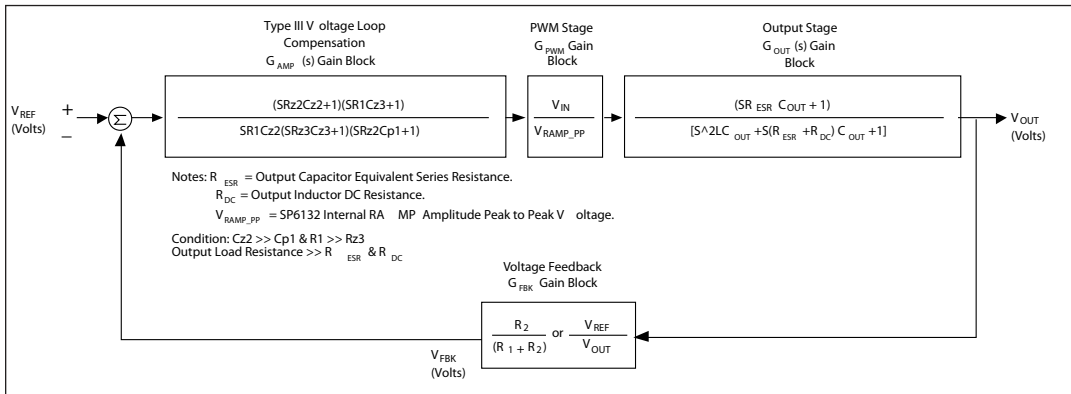 Type III V oltage Loop
Compensation
G AMP (s) Gain Block
PWM Stage
G PWM Gain
Block
Output Stage
G OUT (s) Gain
Block
V REF
(Volts)
+
−
Σ
(SRz2Cz2+1)(SR1Cz3+1)
SR1Cz2(SRz3Cz3+1)(SRz2Cp1+1)
V IN
V RAMP_PP
(SR ESR C OUT + 1)
[S^2LC OUT +S(R ESR +R DC) C OUT +1]
V OUT
(Volts)
Notes: R ESR = Output Capacitor Equivalent Series Resistance.
R DC = Output Inductor DC Resistance.
V RAMP_PP = SP6132 Internal RA MP Amplitude Peak to Peak V oltage.
Condition: Cz2 >> Cp1 & R1 >> Rz3
Output Load Resistance >> R ESR & R DC
Voltage Feedback
G FBK Gain Block
R 2
(R 1 + R 2)
or
V REF
V OUT
V FBK
(Volts)